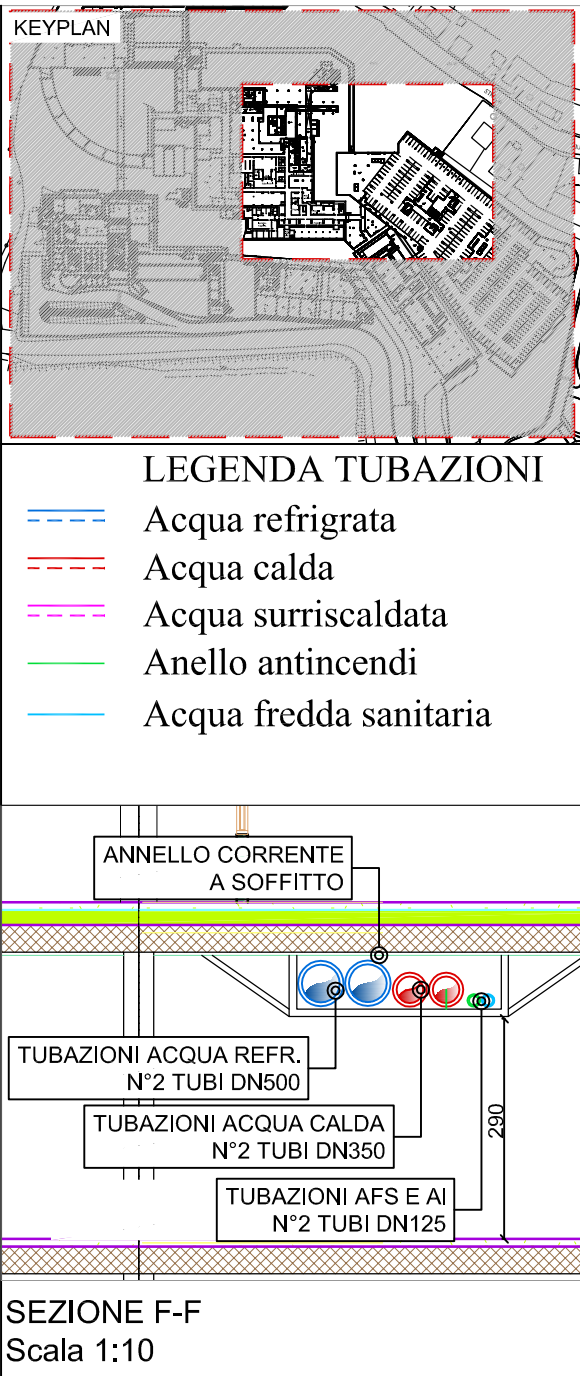 KEYPLAN
LEGENDA TUBAZIONI
Acqua refrigrata
Acqua calda
Acqua surriscaldata
Anello antincendi
Acqua fredda sanitaria
ANNELLO CORRENTE
A SOFFITTO
TUBAZIONI ACQUA REFR.
N°2 TUBI DN500
TUBAZIONI ACQUA CALDA
N°2 TUBI DN350
290
TUBAZIONI AFS E AI
N°2 TUBI DN125
SEZIONE F-F
Scala 1:10